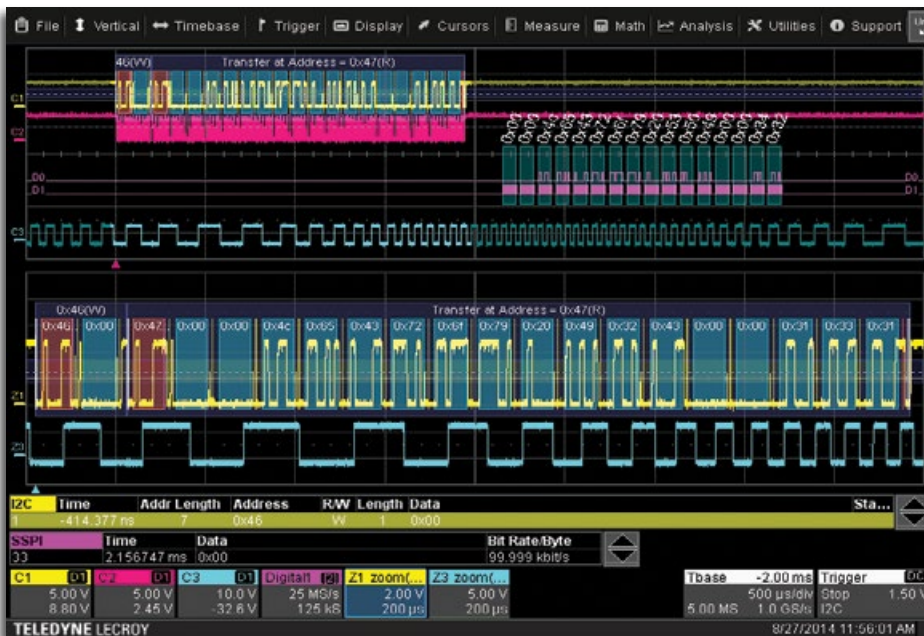 File Vertical Timebase Trigger Display Cursors Measure Math Analysis Utilities Support
46(W) Transfer at Address = 0x47(R)
C1
C2
0x00 0x00
D0 D0
D1 D1
C3
0x46(W) Transfer at Address = 0x47(R)
0x46 0x00 0x47 0x00 0x00 0x4c 0x65 0x43 0x72 0x6f 0x79 0x20 0x49 0x32 0x43 0x00 0x00 0x31 0x33 0x31
Z1
Z3
I2C Time Addr Length Address R/W Length Data Sta...
1 -414.377 ns 7 0x46 W 1 0x00
SSPI Time Data Bit Rate/Byte
33 2.156747 ms 0x00 99.999 kbit/s
C1 D1 C2 D1 C3 D1 Digital1 Z1 zoom(... Z3 zoom(... Tbase -2.00 ms Trigger DC
5.00 V 5.00 V 10.0 V 25 MS/s 2.00 V 5.00 V 500 µs/div Stop 1.50 V
8.80 V 2.45 V -32.6 V 125 kS 200 µs 200 µs 5.00 MS 1.0 GS/s I2C
TELEDYNE LECROY 8/27/2014 11:56:01 AM